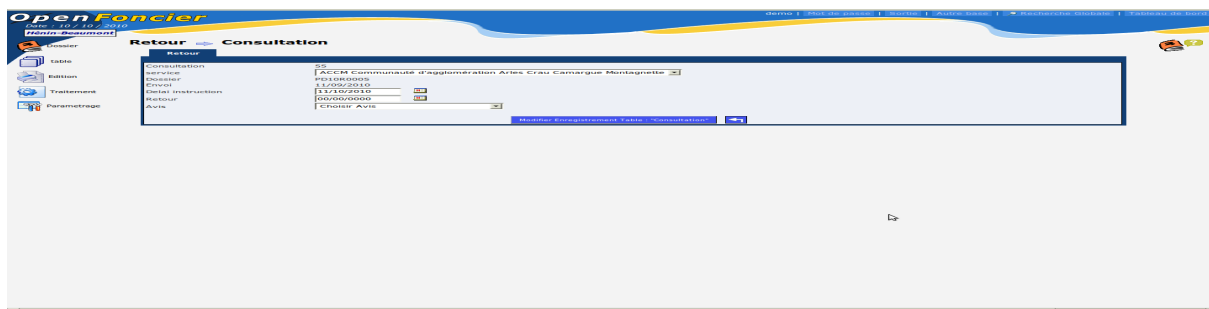 OpenFoncier
demo | Mot de passe | Sortie | Autre base | Recherche Globale | Tableau de bord
Date : 10 / 10 / 2010
Hénin-Beaumont
Retour Consultation
Retour
Dossier
table
Edition
Traitement
Parametrage
Consultation 55
service ACCM Communauté d'agglomération Arles Crau Camargue Montagnette
Dossier PD10R0005
Envoi 11/09/2010
Delai instruction 11/10/2010
Retour 00/00/0000
Avis Choisir Avis
Modifier Enregistrement Table : "Consultation"